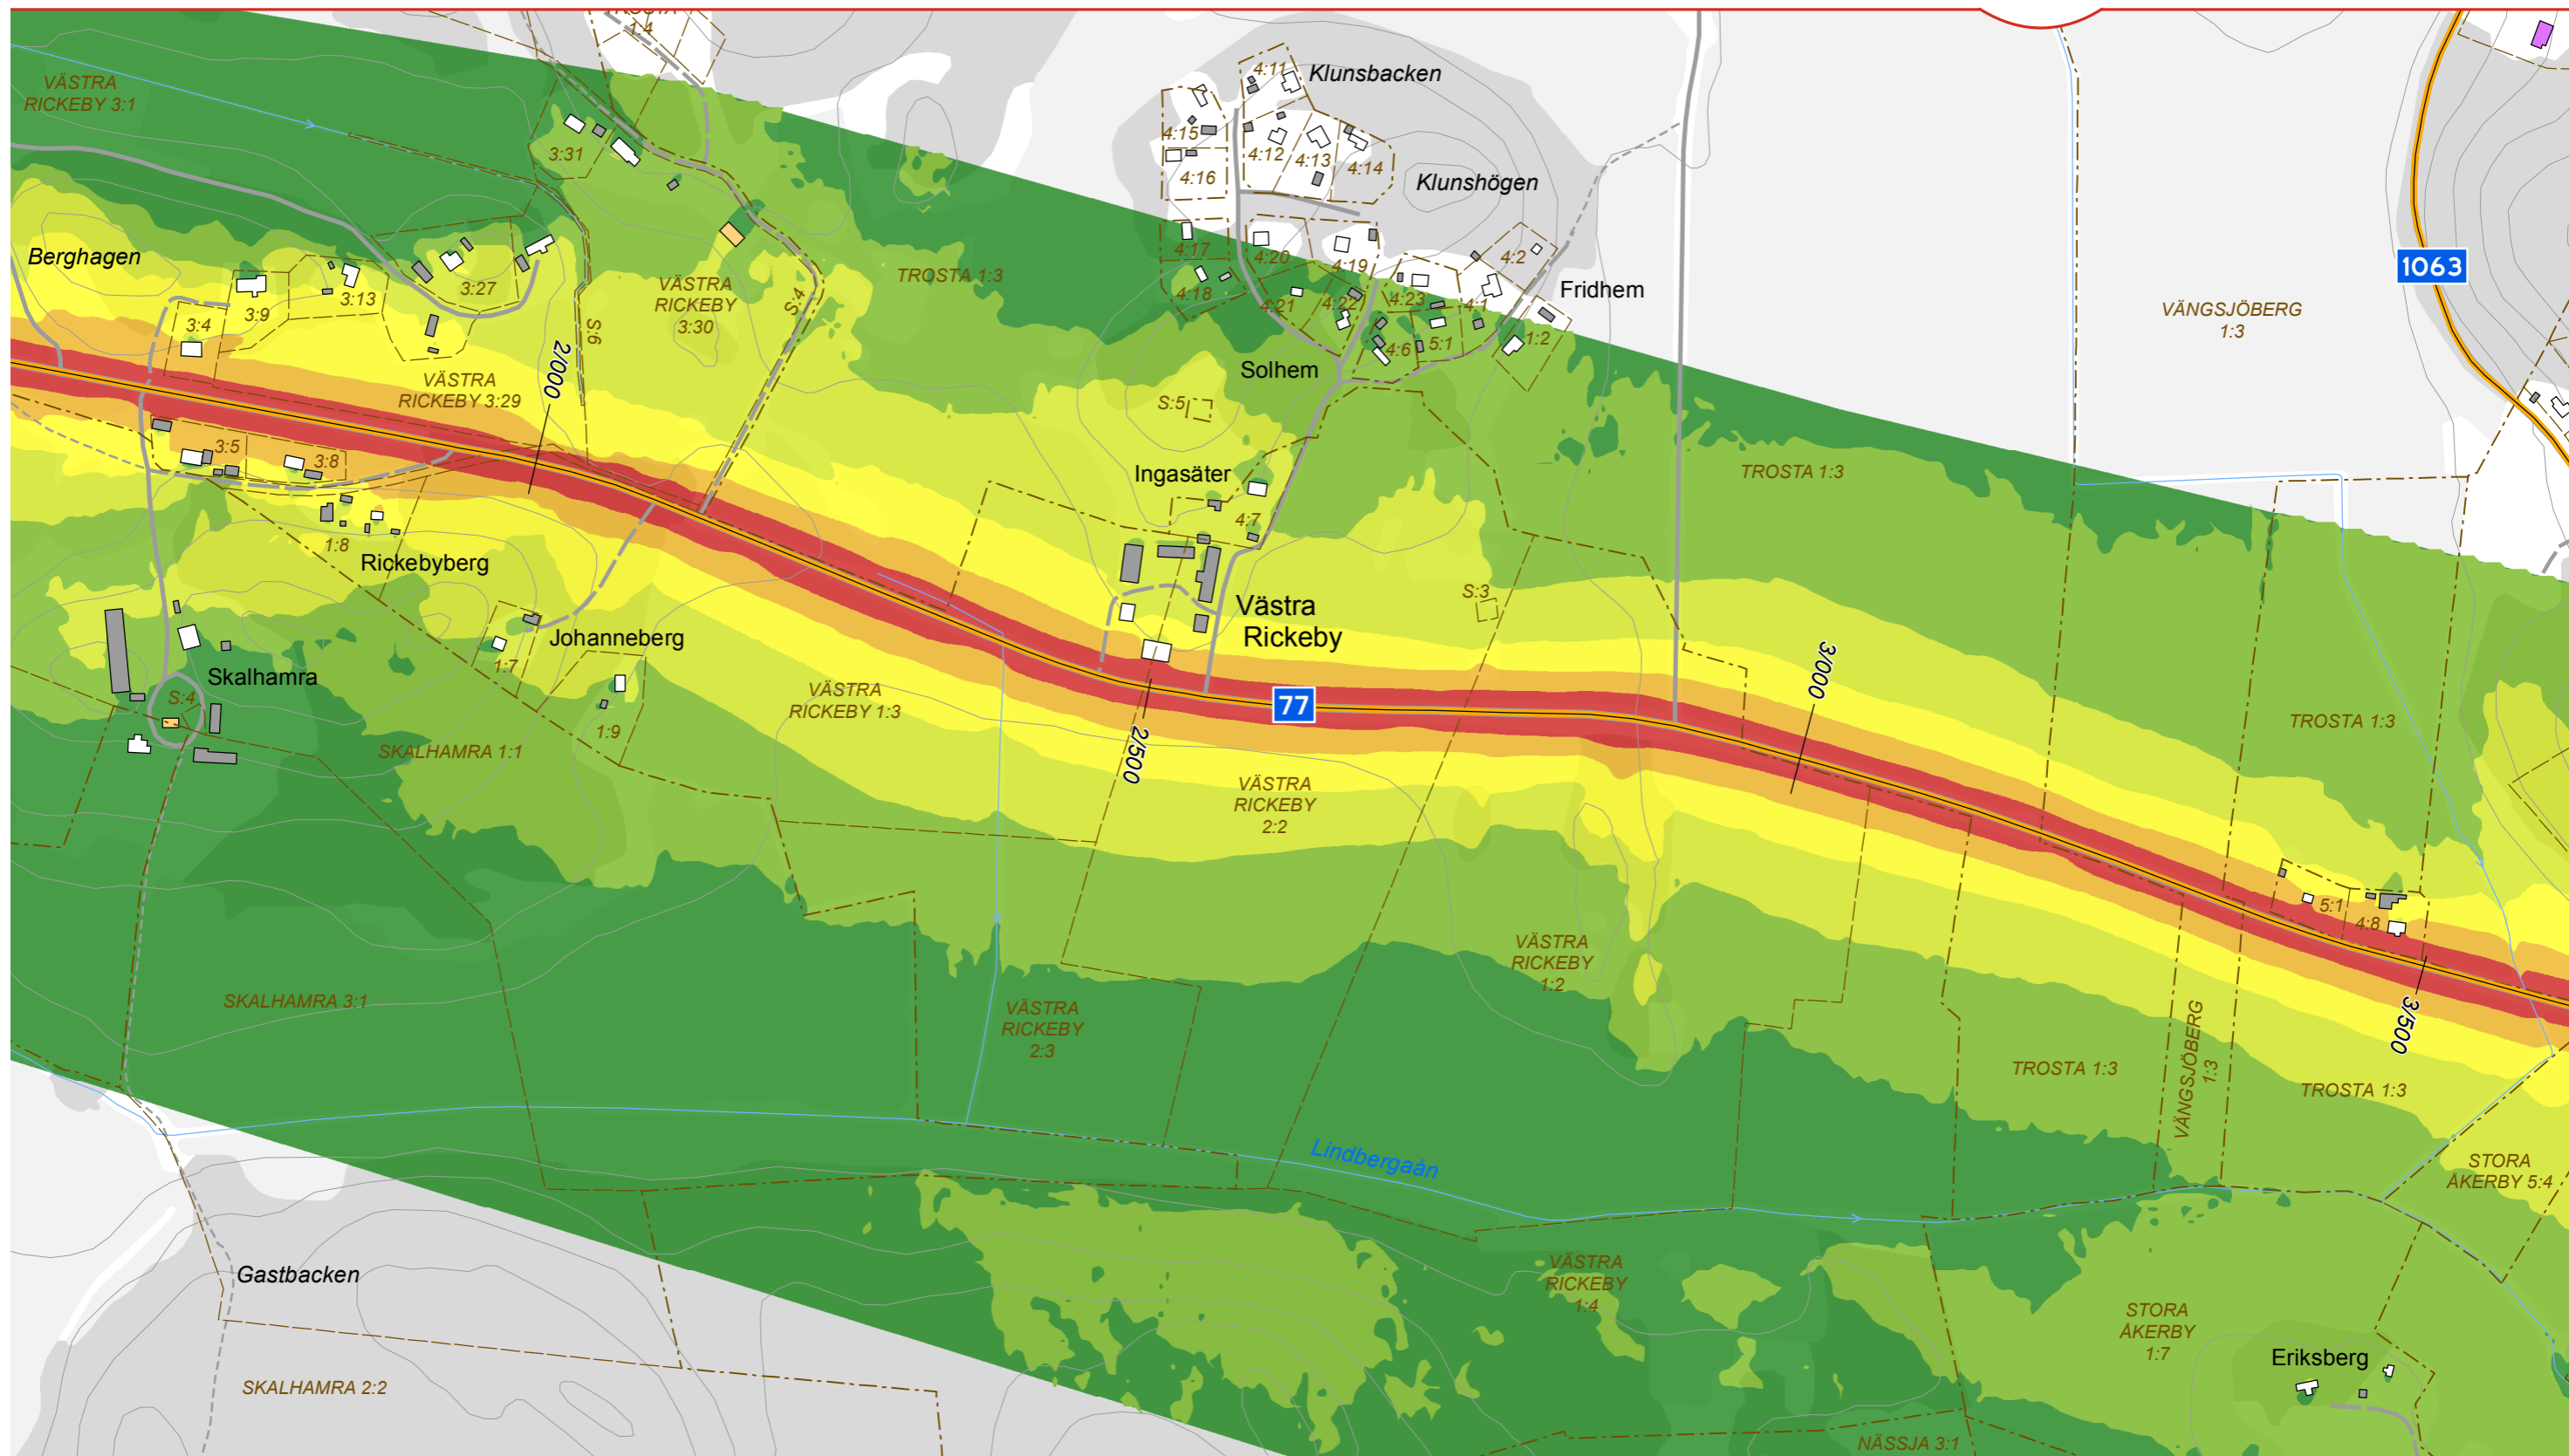 TROSTA
1:4
VÄSTRA
RICKEBY 3:1
3:31
4:11
Klunsbacken
4:15
4:12
4:13
4:14
4:16
Klunshögen
Berghagen
3:27
3:13
3:9
3:4
S:6
S:4
VÄSTRA
RICKEBY
3:30
TROSTA 1:3
4:17
4:18
4:20
4:19
4:2
4:21
4:22
4:23
4:1
4:6
5:1
1:2
Fridhem
Solhem
1063
VÄNGSJÖBERG
1:3
VÄSTRA
RICKEBY 3:29
2/000
S:5
3:5
3:8
Ingasäter
4:7
TROSTA 1:3
1:8
Rickebyberg
S:3
Västra
Rickeby
Johanneberg
1:7
Skalhamra
S:4
1:9
SKALHAMRA 1:1
VÄSTRA
RICKEBY 1:3
77
2/500
3/000
TROSTA 1:3
VÄSTRA
RICKEBY
2:2
5:1
4:8
VÄSTRA
RICKEBY
1:2
SKALHAMRA 3:1
VÄSTRA
RICKEBY
2:3
3/500
VÄNGSJÖBERG
1:3
TROSTA 1:3
TROSTA 1:3
Lindbergaån
STORA
ÅKERBY 5:4
Gastbacken
VÄSTRA
RICKEBY
1:4
STORA
ÅKERBY
1:7
Eriksberg
SKALHAMRA 2:2
NÄSSJA 3:1